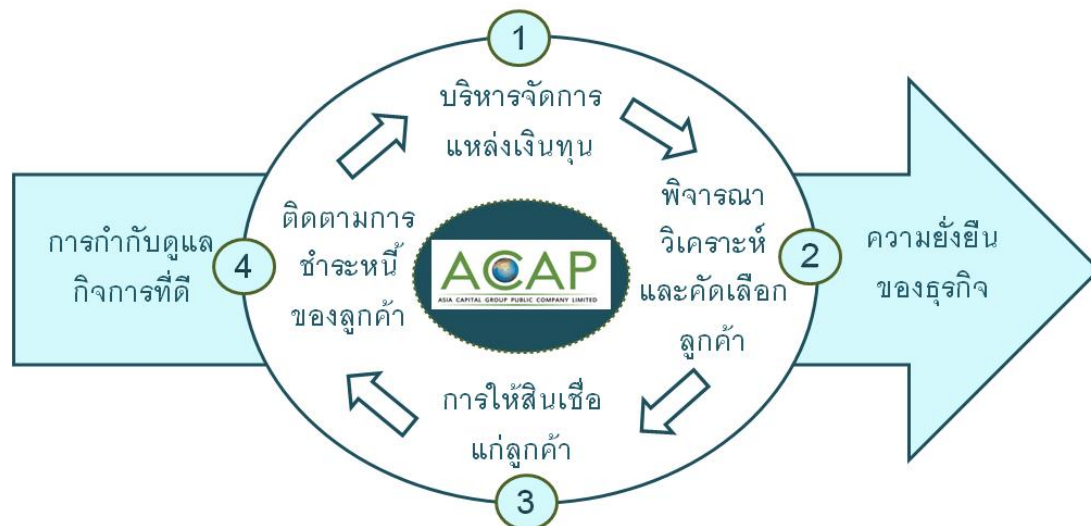 การกำกับดูแล
กิจการที่ดี
1
บริหารจัดการ
แหล่งเงินทุน
2
พิจารณา
วิเคราะห์
และคัดเลือก
ลูกค้า
3
การให้สินเชื่อ
แก่ลูกค้า
4
ติดตามการ
ชำระหนี้
ของลูกค้า
ACAP
ASIA CAPITAL GROUP PUBLIC COMPANY LIMITED
ความยั่งยืน
ของธุรกิจ